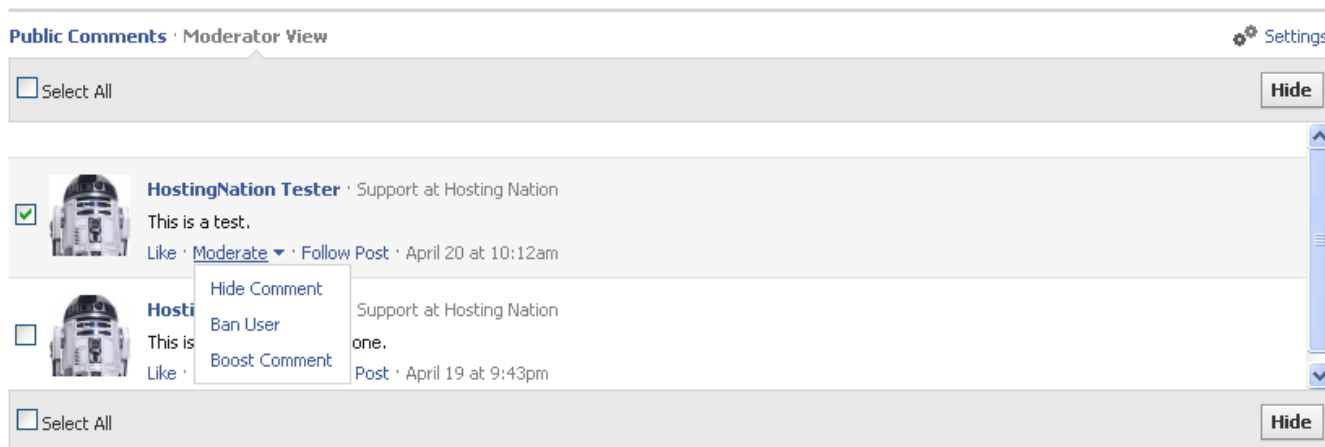 Public Comments · Moderator View Settings
Select All Hide
HostingNation Tester · Support at Hosting Nation
This is a test.
Like · Moderate · Follow Post · April 20 at 10:12am
Hide Comment
Ban User
Boost Comment
Hosti Support at Hosting Nation
This is one.
Like · Post · April 19 at 9:43pm
Select All Hide